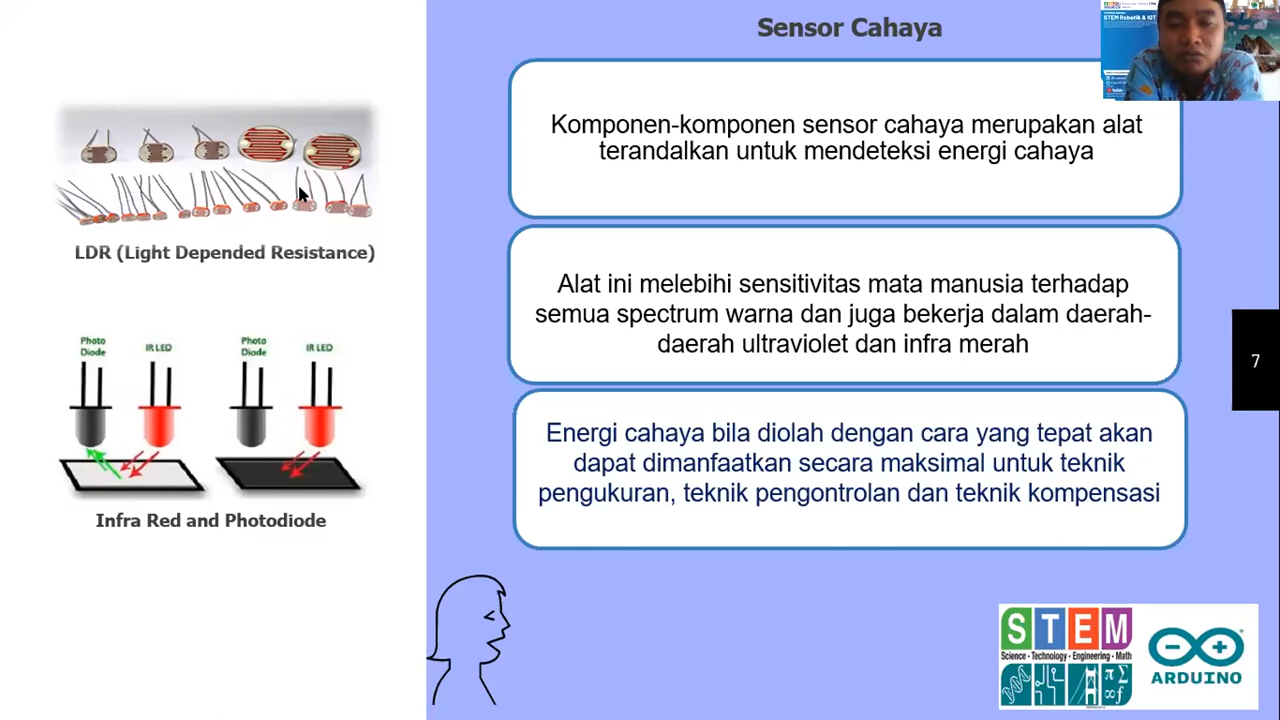 Sensor Cahaya
STEM Robotik & IOT
Komponen-komponen sensor cahaya merupakan alat
terandalkan untuk mendeteksi energi cahaya
LDR (Light Depended Resistance)
Alat ini melebihi sensitivitas mata manusia terhadap
semua spectrum warna dan juga bekerja dalam daerah-
daerah ultraviolet dan infra merah
Photo
Diode
IR LED
Photo
Diode
IR LED
7
Energi cahaya bila diolah dengan cara yang tepat akan
dapat dimanfaatkan secara maksimal untuk teknik
pengukuran, teknik pengontrolan dan teknik kompensasi
Infra Red and Photodiode
STEM
Science • Technology • Engineering • Math
ARDUINO